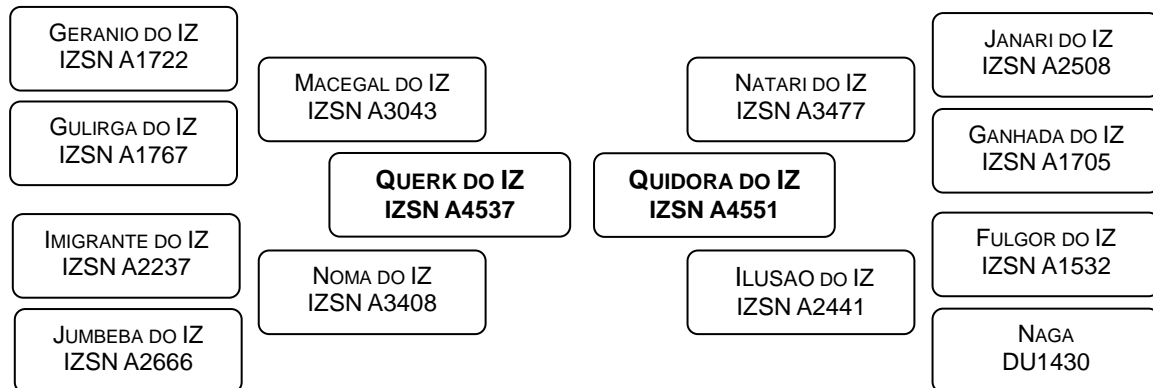 GERANIO DO IZ
IZSN A1722
GULIRGA DO IZ
IZSN A1767
IMIGRANTE DO IZ
IZSN A2237
JUMBEBA DO IZ
IZSN A2666
MACEGAL DO IZ
IZSN A3043
NOMA DO IZ
IZSN A3408
QUERK DO IZ
IZSN A4537
QUIDORA DO IZ
IZSN A4551
NATARI DO IZ
IZSN A3477
ILUSAO DO IZ
IZSN A2441
JANARI DO IZ
IZSN A2508
GANHADA DO IZ
IZSN A1705
FULGOR DO IZ
IZSN A1532
NAGA
DU1430